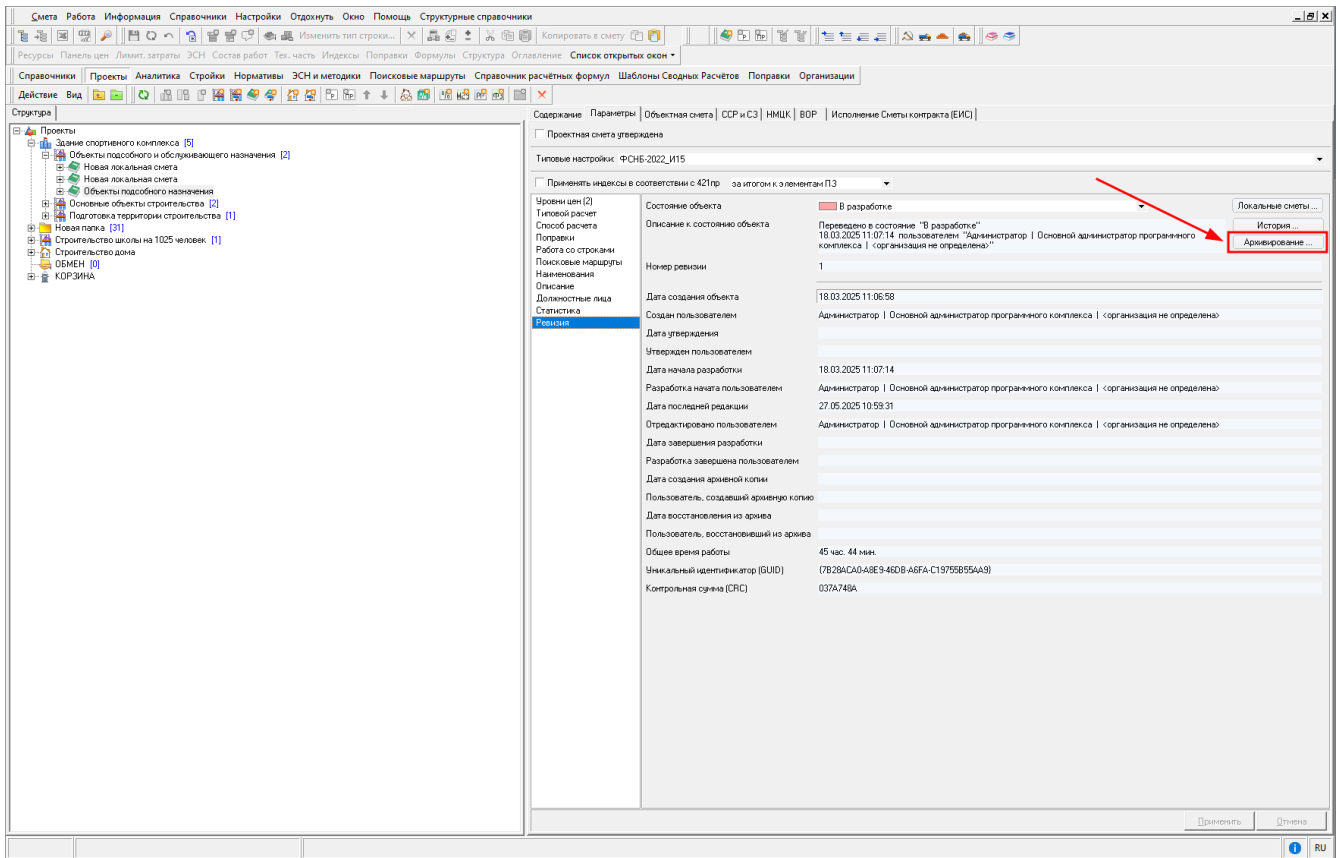 Смета Работа Информация Справочники Настройки Отдохнуть Окно Помощь Структурные справочники
Изменить тип строки... Копировать в смету
Ресурсы Панель цен Лимит. затраты ЭСН Состав работ Тех. часть Индексы Поправки Формулы Структура Оглавление Список открытых окон
Справочники Проекты Аналитика Стройки Нормативы ЭСН и методики Поисковые маршруты Справочник расчётных формул Шаблоны Сводных Расчётов Поправки Организации
Действие Вид
Структура
Проекты
Здание спортивного комплекса [5]
Объекты подсобного и обслуживающего назначения [2]
Новая локальная смета
Новая локальная смета
Объекты подсобного назначения
Основные объекты строительства [2]
Подготовка территории строительства [1]
Новая папка [31]
Строительство школы на 1025 человек [1]
Строительство дома
ОБМЕН [0]
КОРЗИНА
Содержание Параметры Объектная смета ССР и СЗ НМЦК ВОР Исполнение Сметы контракта (ЕИС)
Проектная смета утверждена
Типовые настройки: ФСНБ-2022_И15
Применять индексы в соответствии с 421пр за итогом к элементам ПЗ
Уровни цен (2)
Типовой расчет
Способ расчета
Поправки
Работа со строками
Поисковые маршруты
Наименования
Описание
Должностные лица
Статистика
Ревизия
Состояние объекта В разработке Локальные сметы ...
Описание к состоянию объекта Переведено в состояние "В разработке"
18.03.2025 11:07:14 пользователем "Администратор | Основной администратор программного
комплекса | <организация не определена>"
История ...
Архивирование ...
Номер ревизии 1
Дата создания объекта 18.03.2025 11:06:58
Создан пользователем Администратор | Основной администратор программного комплекса | <организация не определена>
Дата утверждения
Утвержден пользователем
Дата начала разработки 18.03.2025 11:07:14
Разработка начата пользователем Администратор | Основной администратор программного комплекса | <организация не определена>
Дата последней редакции 27.05.2025 10:59:31
Отредактировано пользователем Администратор | Основной администратор программного комплекса | <организация не определена>
Дата завершения разработки
Разработка завершена пользователем
Дата создания архивной копии
Пользователь, создавший архивную копию
Дата восстановления из архива
Пользователь, восстановивший из архива
Общее время работы 45 час. 44 мин.
Уникальный идентификатор (GUID) {7B28ACA0-A8E9-46DB-A6FA-C19755B55AA9}
Контрольная сумма (CRC) 037A748A
Применить Отмена
RU